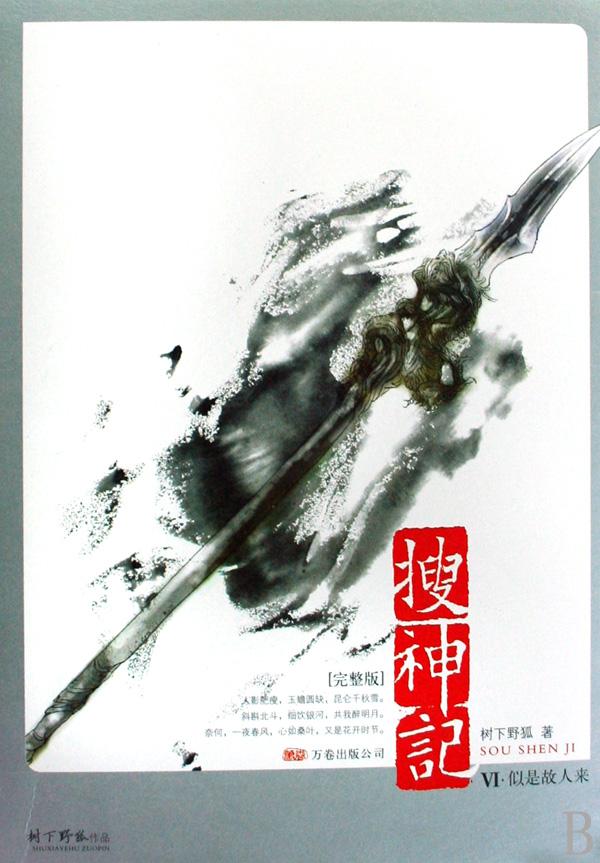 搜神記
[完整版]
人影乾瘦，玉蟾圆缺，昆仑千秋雪。
斜斟北斗，细饮银河，共我醉明月。
奈何，一夜春风，心如桑叶，又是花开时节。
万卷出版公司
树下野狐 著
SOU SHEN JI
VI·似是故人来
树下野狐作品
SHUXIAYEHU ZUOPIN
B